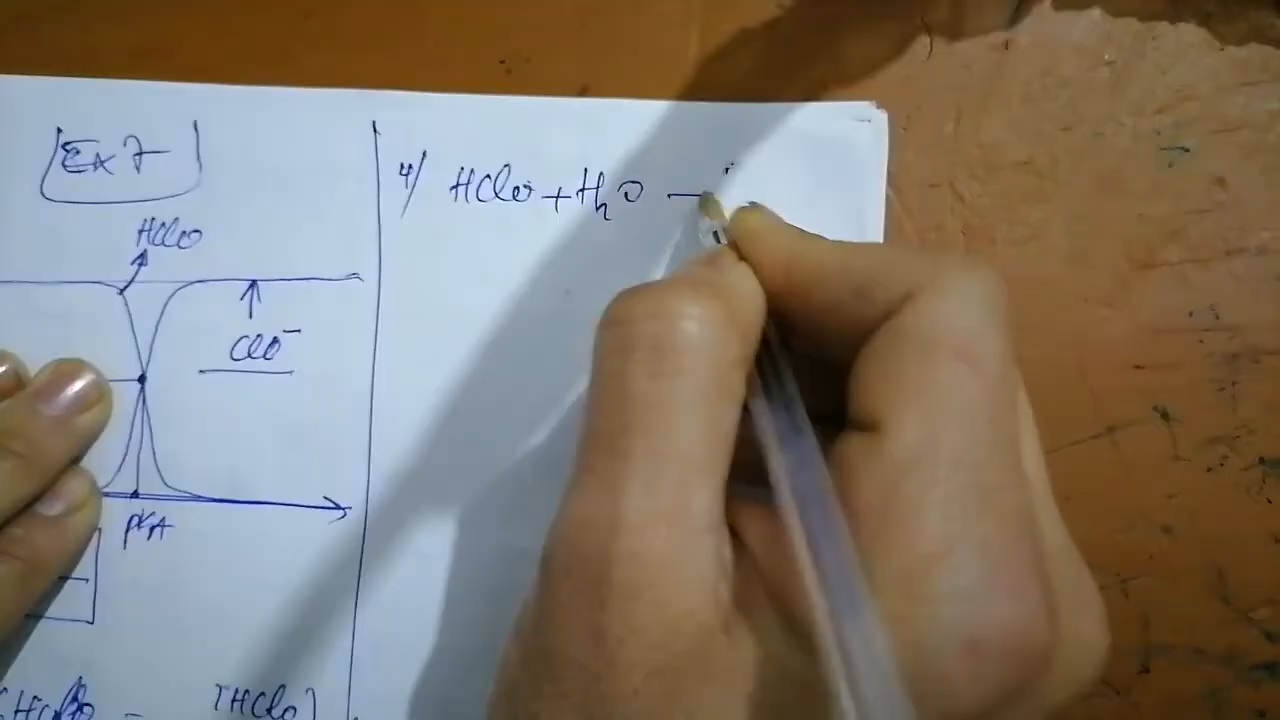 Ex 7
4/ HClO + H2O —
HClO
ClO⁻
pKA
[HClO]